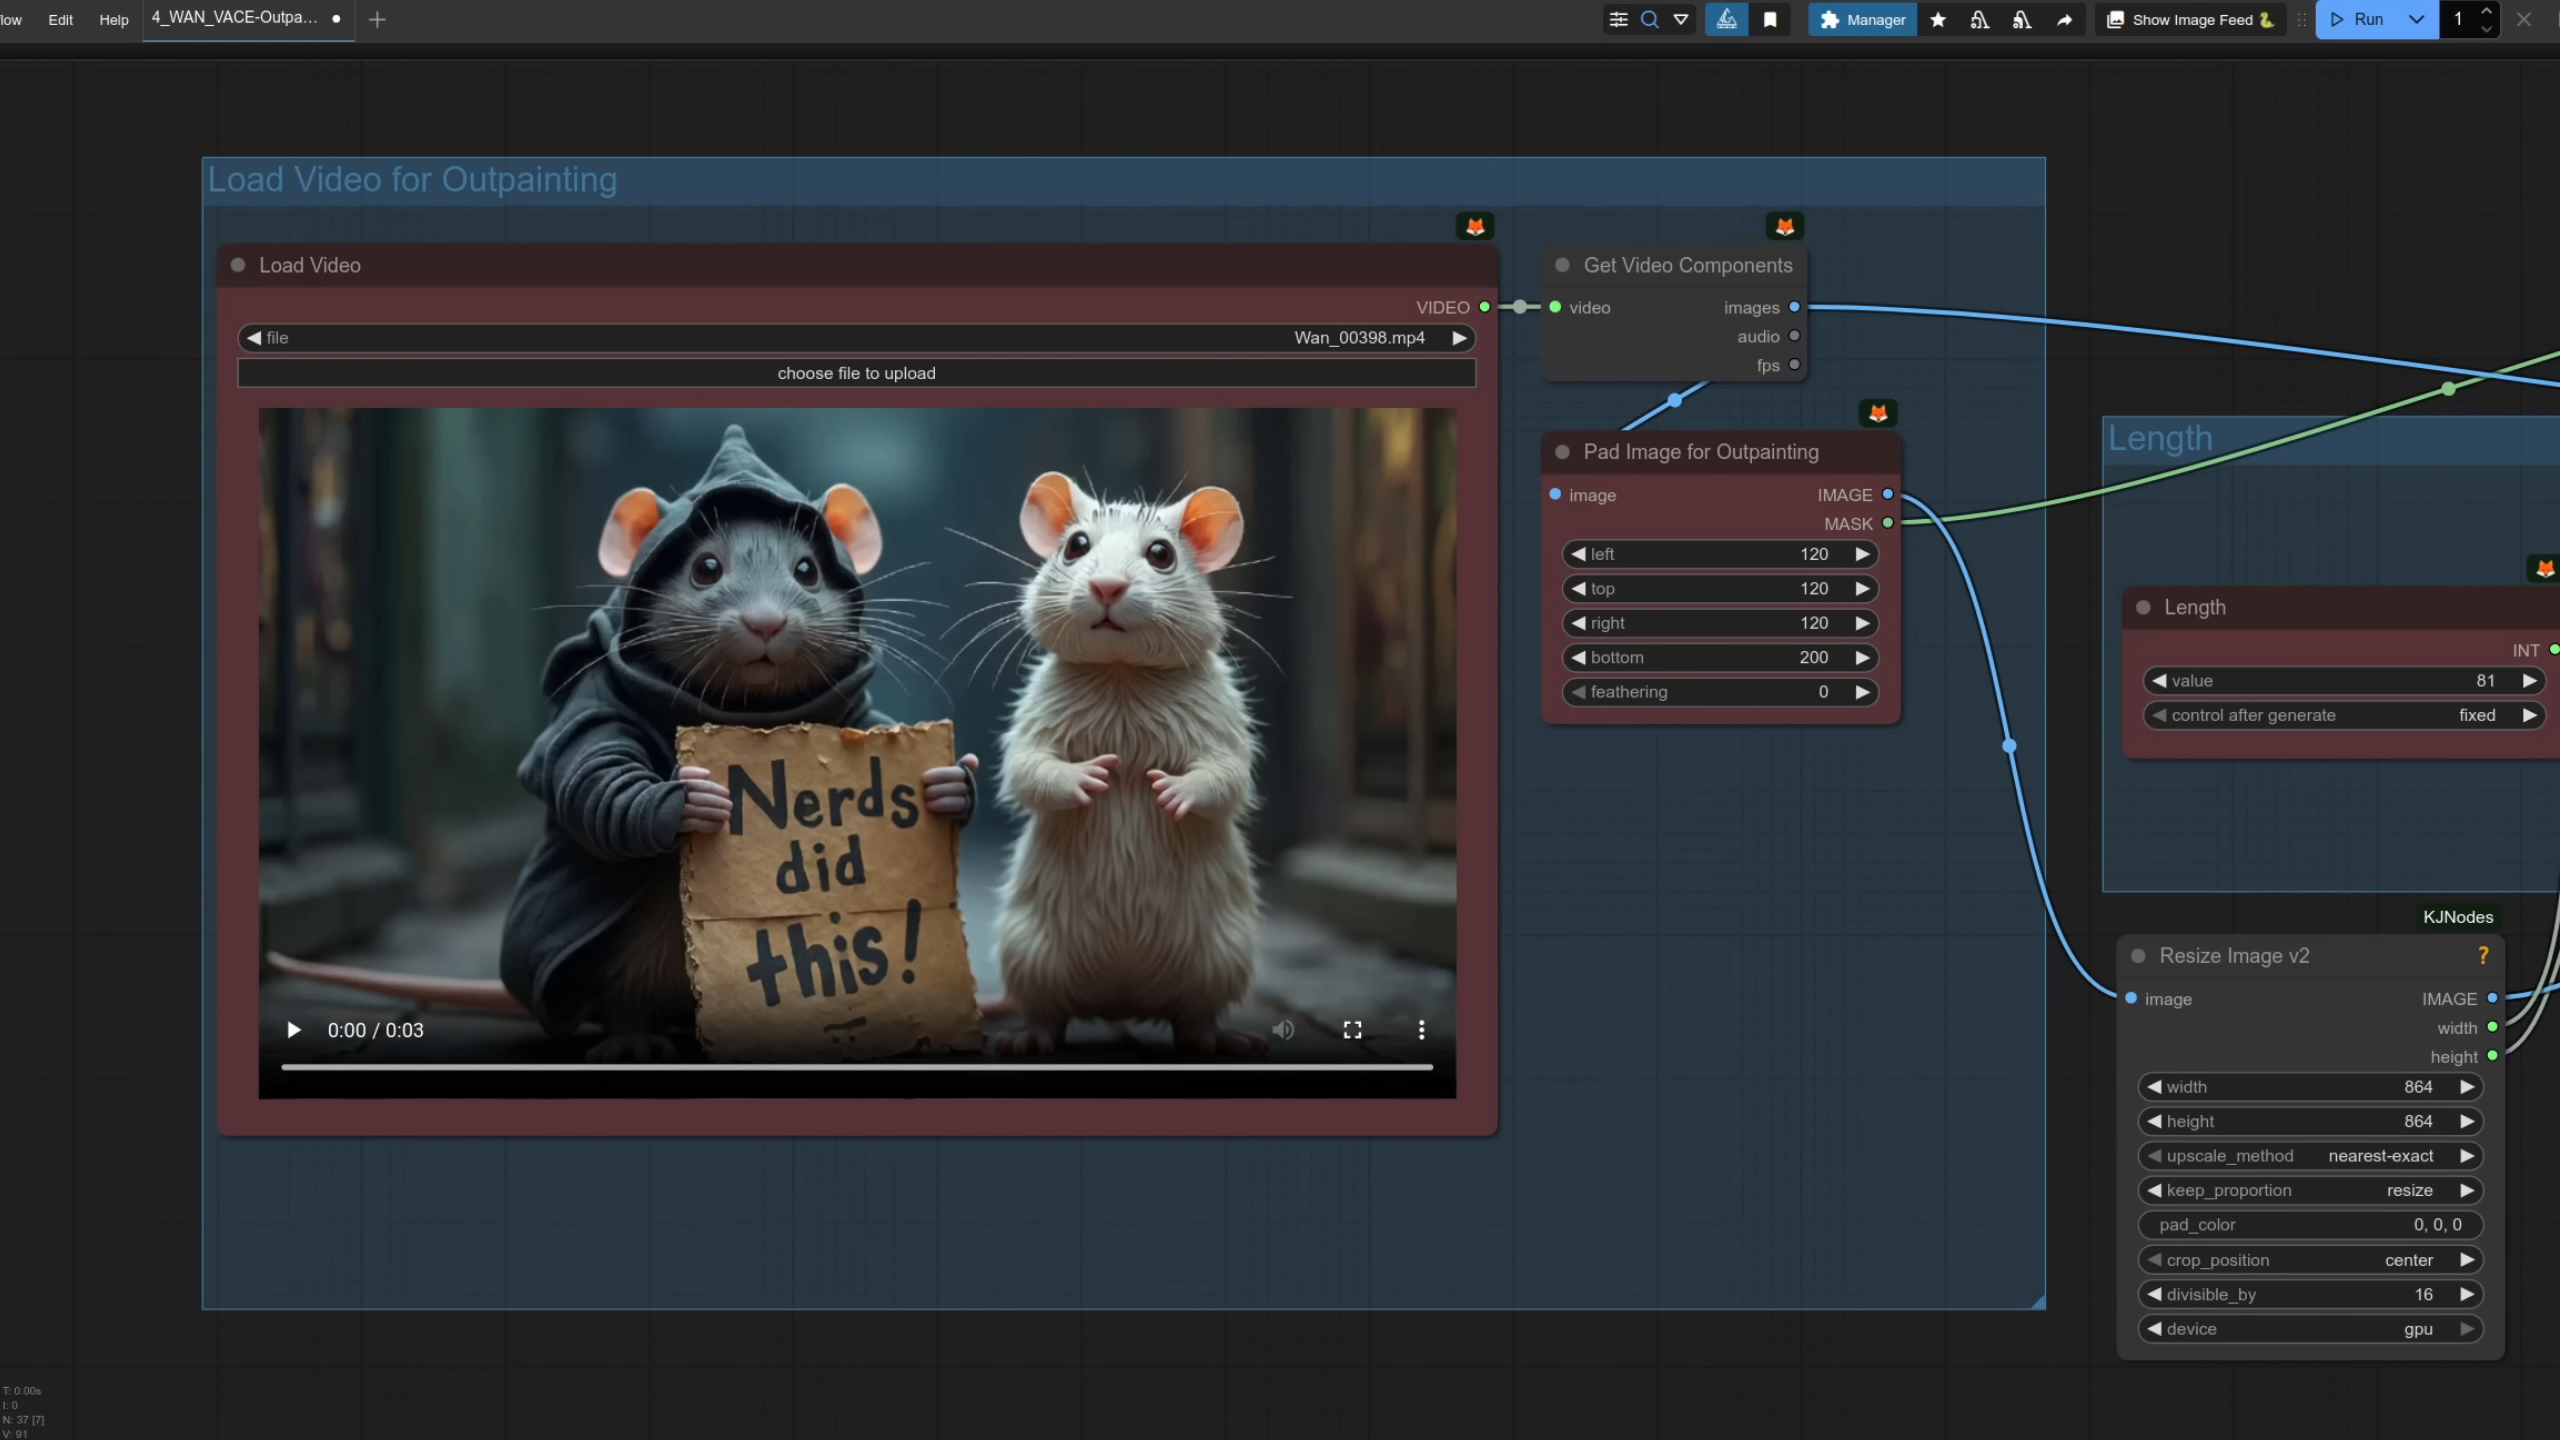 Edit
Help
4_WAN_VACE-Outpa...
Manager
Show Image Feed
Run
1
Load Video for Outpainting
Load Video
VIDEO
file
Wan_00398.mp4
choose file to upload
Nerds
did
this!
0:00 / 0:03
Get Video Components
video
images
audio
fps
Pad Image for Outpainting
image
IMAGE
MASK
left 120
top 120
right 120
bottom 200
feathering 0
Length
Length
INT
value 81
control after generate fixed
KJNodes
Resize Image v2 ?
image
IMAGE
width
height
width 864
height 864
upscale_method nearest-exact
keep_proportion resize
pad_color 0, 0, 0
crop_position center
divisible_by 16
device gpu
T: 0.00s
I: 0
N: 37 [7]
V: 91